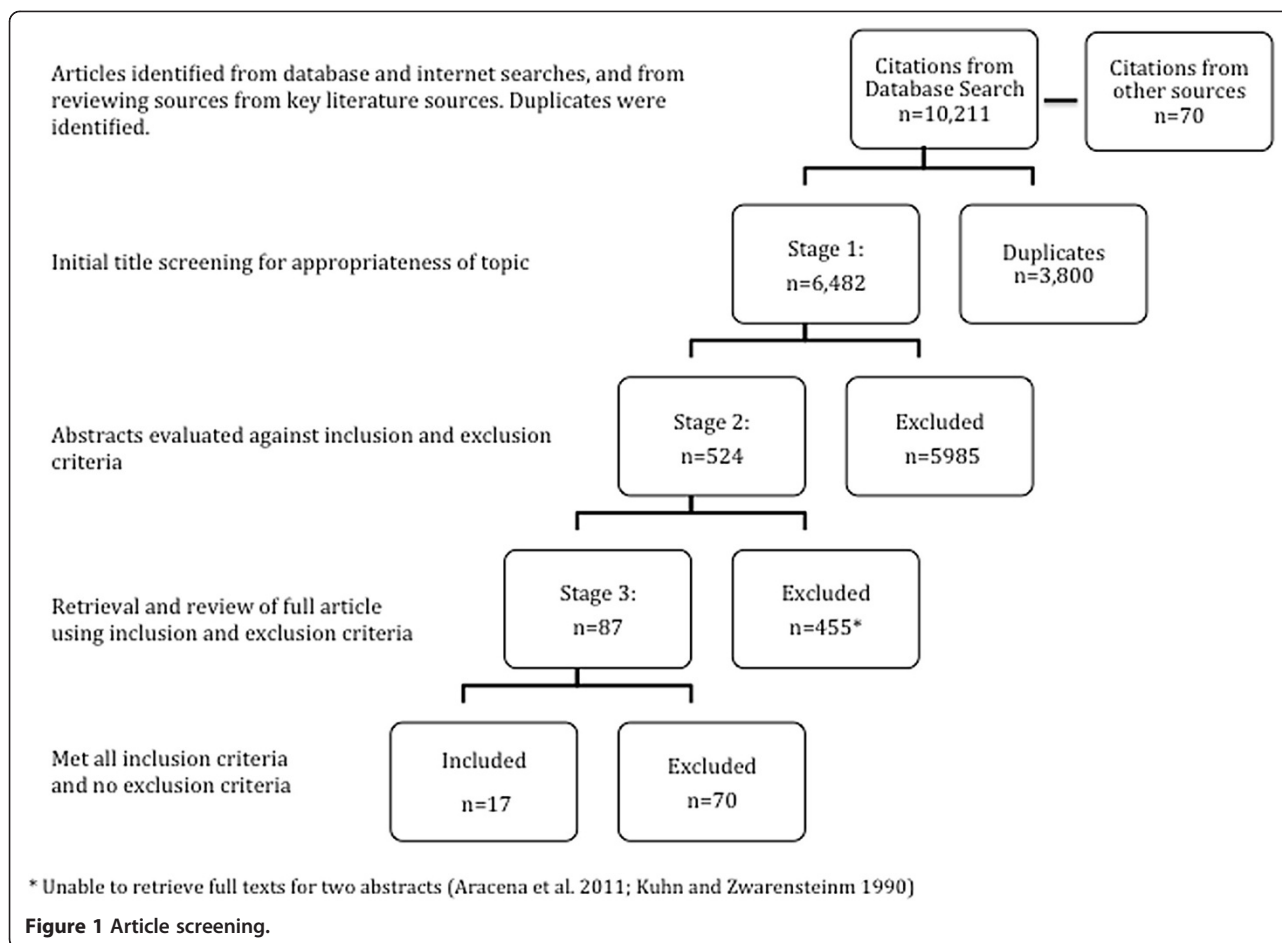 Articles identified from database and internet searches, and from
reviewing sources from key literature sources. Duplicates were
identified.
Citations from
Database Search
n=10,211
Citations from
other sources
n=70
Initial title screening for appropriateness of topic
Stage 1:
n=6,482
Duplicates
n=3,800
Abstracts evaluated against inclusion and exclusion
criteria
Stage 2:
n=524
Excluded
n=5985
Retrieval and review of full article
using inclusion and exclusion criteria
Stage 3:
n=87
Excluded
n=455*
Met all inclusion criteria
and no exclusion criteria
Included
n=17
Excluded
n=70
* Unable to retrieve full texts for two abstracts (Aracena et al. 2011; Kuhn and Zwarensteinm 1990)
Figure 1 Article screening.